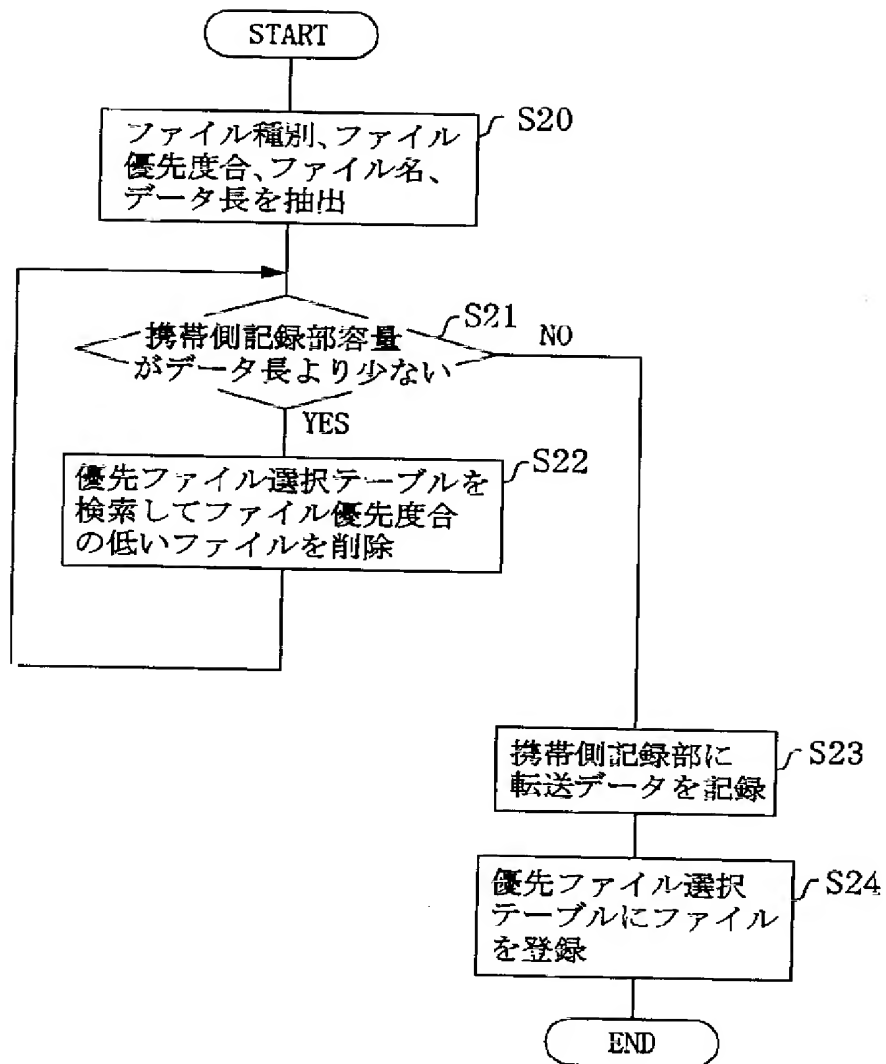 START
S20
ファイル種別、ファイル
優先度合、ファイル名、
データ長を抽出
S21
携帯側記録部容量
がデータ長より少ない
NO
YES
S22
優先ファイル選択テーブルを
検索してファイル優先度合
の低いファイルを削除
携帯側記録部に
転送データを記録
S23
優先ファイル選択
テーブルにファイル
を登録
S24
END